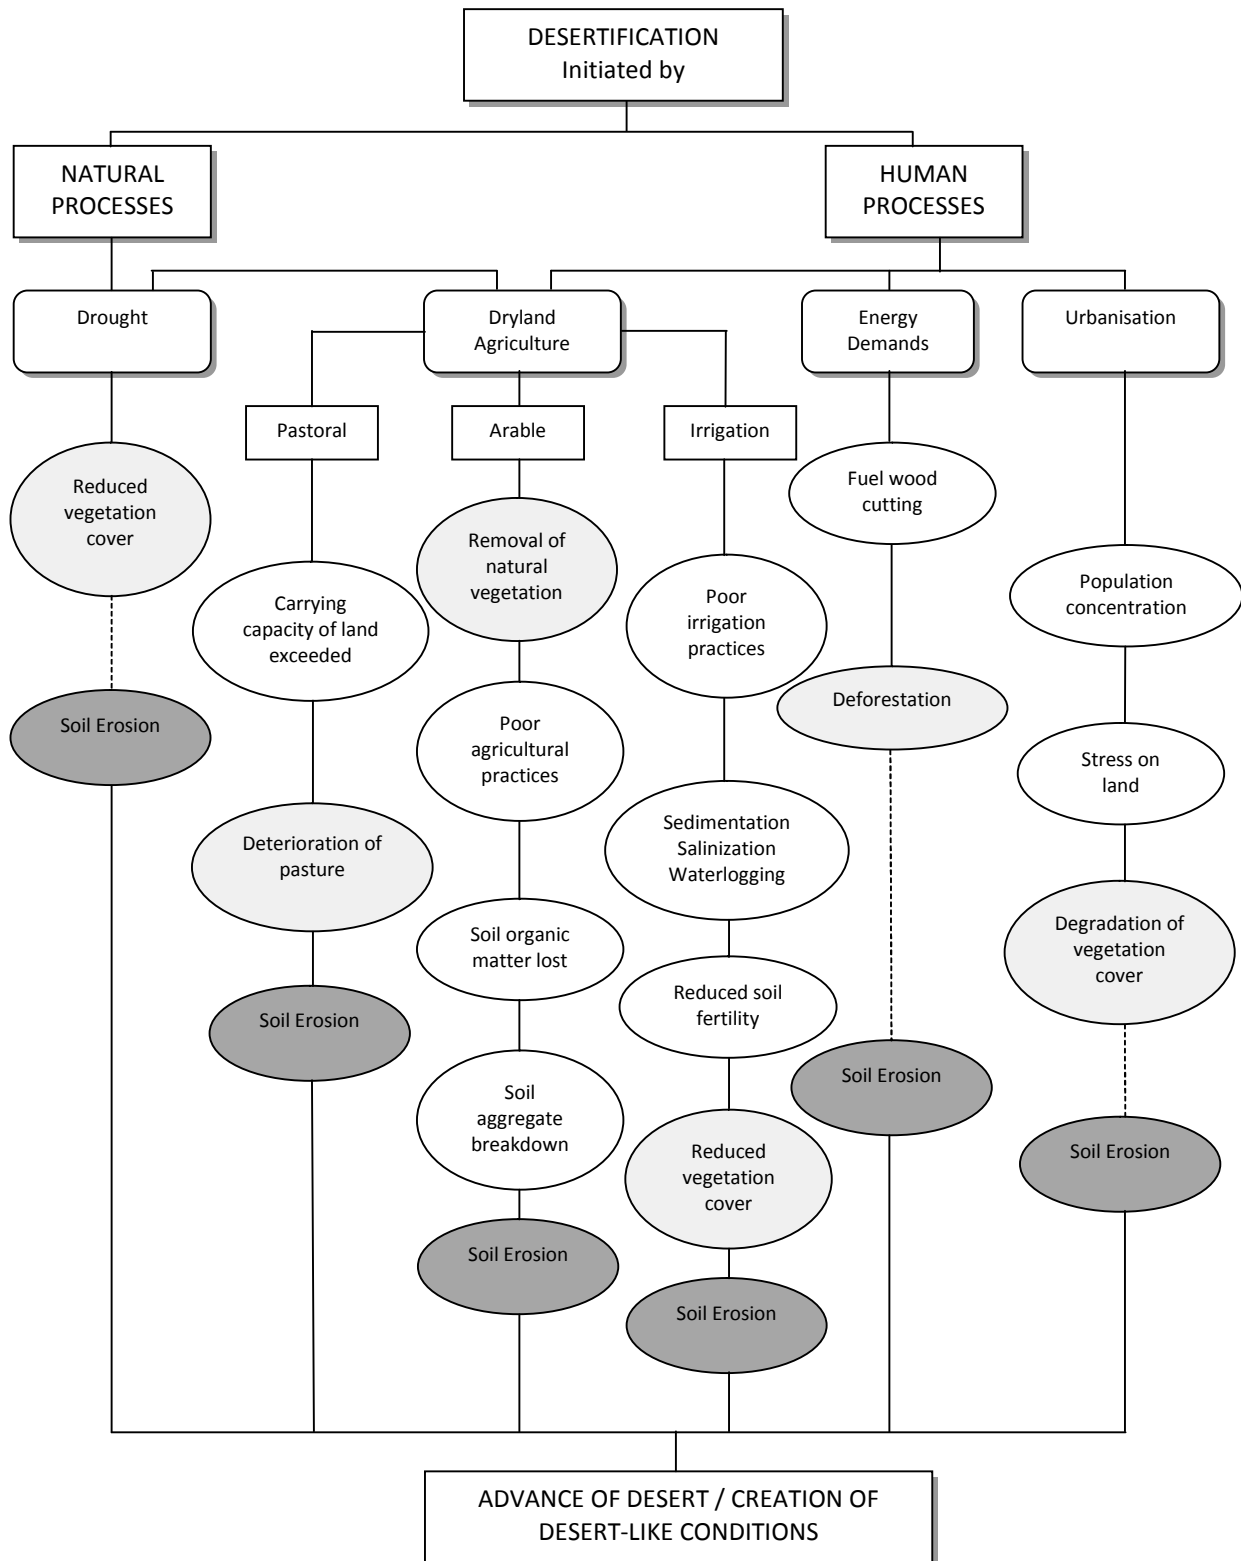 DESERTIFICATION
Initiated by
NATURAL
PROCESSES
HUMAN
PROCESSES
Drought
Dryland
Agriculture
Energy
Demands
Urbanisation
Pastoral
Arable
Irrigation
Reduced
vegetation
cover
Soil Erosion
Carrying
capacity of land
exceeded
Deterioration of
pasture
Soil Erosion
Removal of
natural
vegetation
Poor
agricultural
practices
Soil organic
matter lost
Soil
aggregate
breakdown
Soil Erosion
Poor
irrigation
practices
Sedimentation
Salinization
Waterlogging
Reduced soil
fertility
Reduced
vegetation
cover
Soil Erosion
Fuel wood
cutting
Deforestation
Soil Erosion
Population
concentration
Stress on
land
Degradation of
vegetation
cover
Soil Erosion
ADVANCE OF DESERT / CREATION OF
DESERT-LIKE CONDITIONS